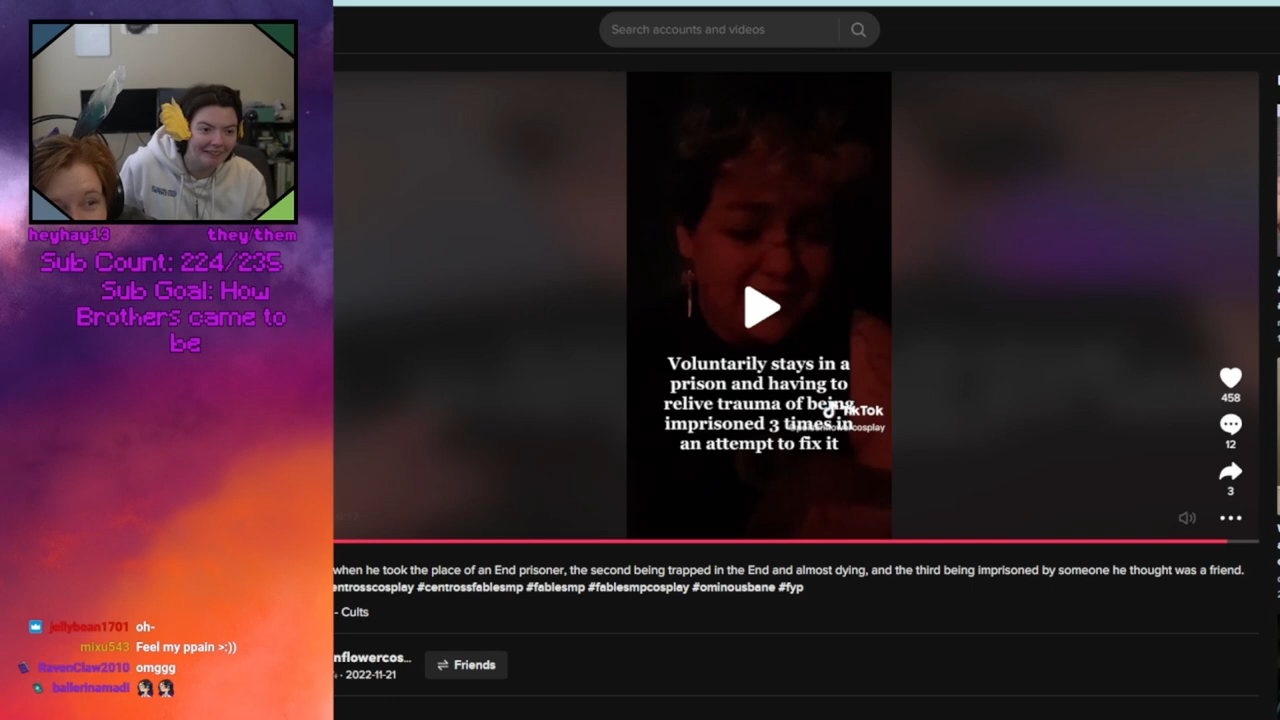 Search accounts and videos
heyhay13 they/them
Sub Count: 224/235
Sub Goal: How
Brothers came to
be
Voluntarily stays in a
prison and having to
relive trauma of being
imprisoned 3 times in
an attempt to fix it
TikTok
458
12
3
when he took the place of an End prisoner, the second being trapped in the End and almost dying, and the third being imprisoned by someone he thought was a friend.
entrosscosplay #centrossfablesmp #fablesmp #fablesmpcosplay #ominousbane #fyp
- Cults
nflowercos...
Friends
· 2022-11-21
jellybean1701 oh-
mixu543 Feel my ppain >:))
RavenClaw2010 omggg
ballerinamadi